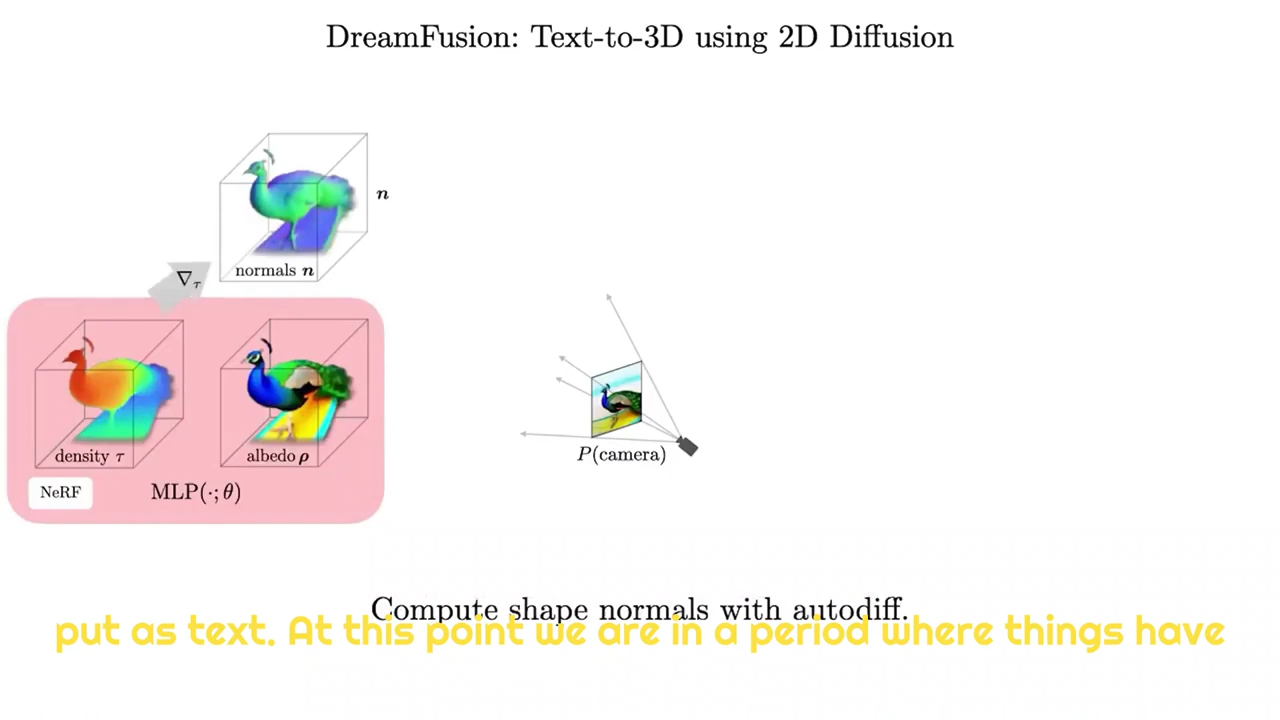 DreamFusion: Text-to-3D using 2D Diffusion
n
normals n
∇τ
density τ
albedo ρ
NeRF
MLP(·; θ)
P(camera)
Compute shape normals with autodiff.
put as text. At this point we are in a period where things have